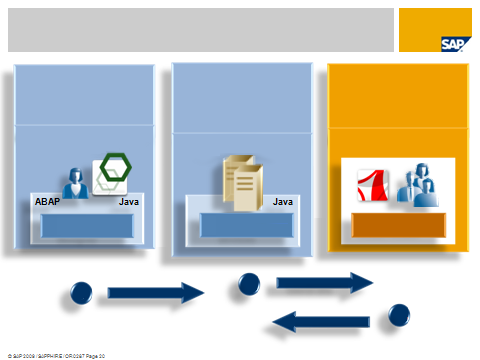 SAP
ABAP
Java
Java
© SAP 2009 / SAPPHIRE / OR0287 Page 20